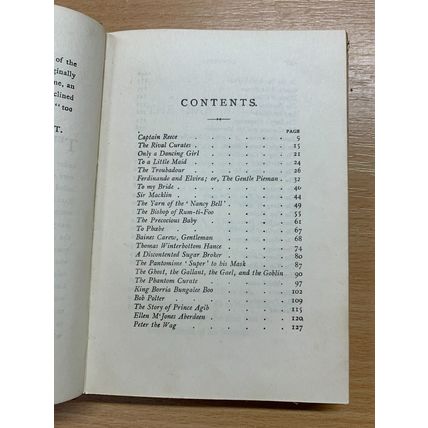 of the
ginally
ne, an
clined
" too
T.
CONTENTS.
PAGE
Captain Reece . . . . . . 5
The Rival Curates . . . . . 15
Only a Dancing Girl . . . . . 21
To a Little Maid . . . . . 24
The Troubadour . . . . . 26
Ferdinando and Elvira; or, The Gentle Pieman . 32
To my Bride . . . . . . 40
Sir Macklin . . . . . . 44
The Yarn of the 'Nancy Bell' . . . . 49
The Bishop of Rum-ti-Foo . . . . 55
The Precocious Baby . . . . . 61
To Phœbe . . . . . . 67
Baines Carew, Gentleman . . . . 68
Thomas Winterbottom Hance . . . . 74
A Discontented Sugar Broker . . . . 80
The Pantomime 'Super' to his Mask . . . 87
The Ghost, the Gallant, the Gael, and the Goblin 90
The Phantom Curate . . . . . 97
King Borria Bungalee Boo . . . . 102
Bob Polter . . . . . . 109
The Story of Prince Agib . . . . 115
Ellen M'Jones Aberdeen . . . . 120
Peter the Wag . . . . . 127